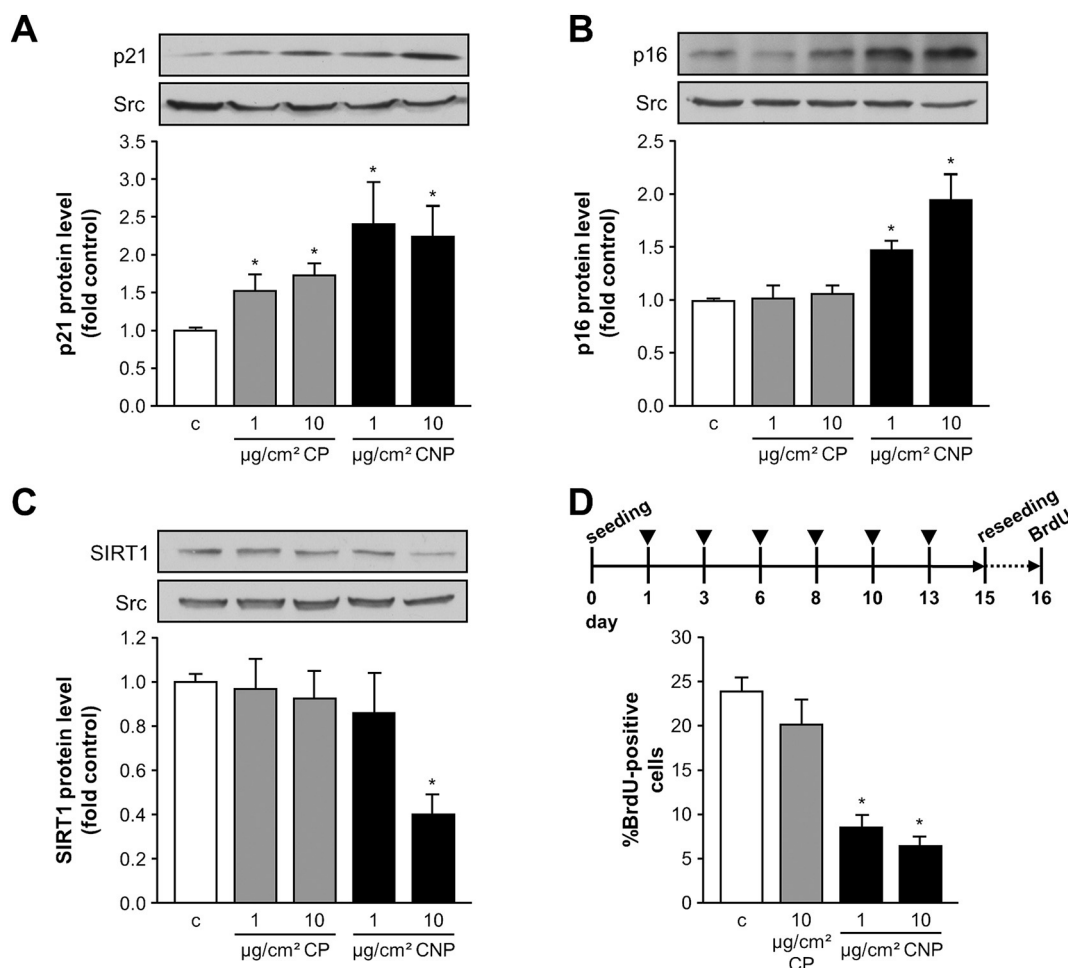 A
p21
Src
p21 protein level
(fold control)
3.5
3.0
2.5
2.0
1.5
1.0
0.5
0.0
* * * *
c 1 10 1 10
µg/cm² CP µg/cm² CNP
B
p16
Src
p16 protein level
(fold control)
2.5
2.0
1.5
1.0
0.5
0.0
* *
c 1 10 1 10
µg/cm² CP µg/cm² CNP
C
SIRT1
Src
SIRT1 protein level
(fold control)
1.2
1.0
0.8
0.6
0.4
0.2
0.0
*
c 1 10 1 10
µg/cm² CP µg/cm² CNP
D
seeding reseeding BrdU
0 1 3 6 8 10 13 15 16
day
%BrdU-positive
cells
30
25
20
15
10
5
0
* *
c 10 1 10
µg/cm² µg/cm² CNP
CP